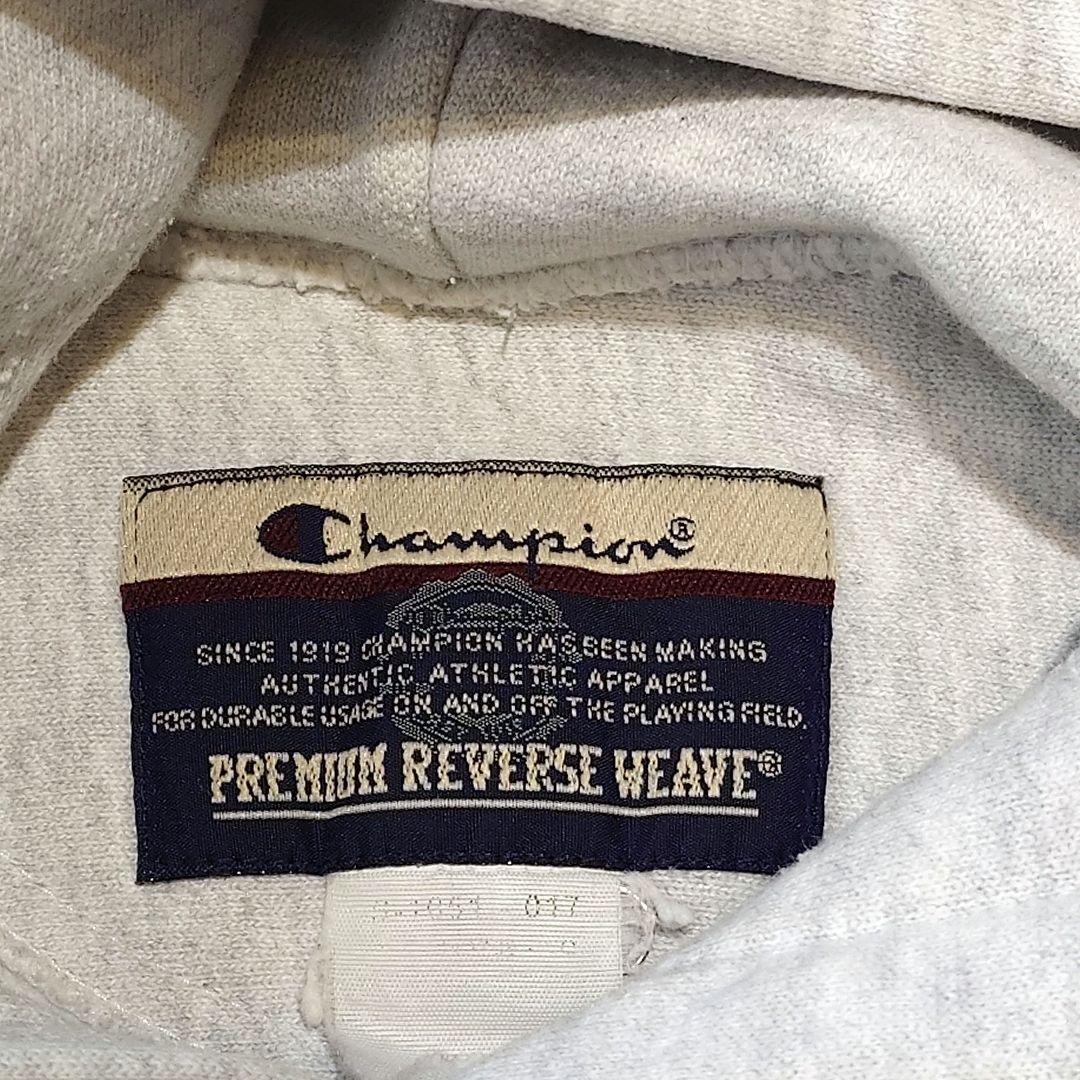 Champion®
SINCE 1919 CHAMPION HAS BEEN MAKING
AUTHENTIC ATHLETIC APPAREL
FOR DURABLE USAGE ON AND OFF THE PLAYING FIELD.
PREMIUM REVERSE WEAVE®
017